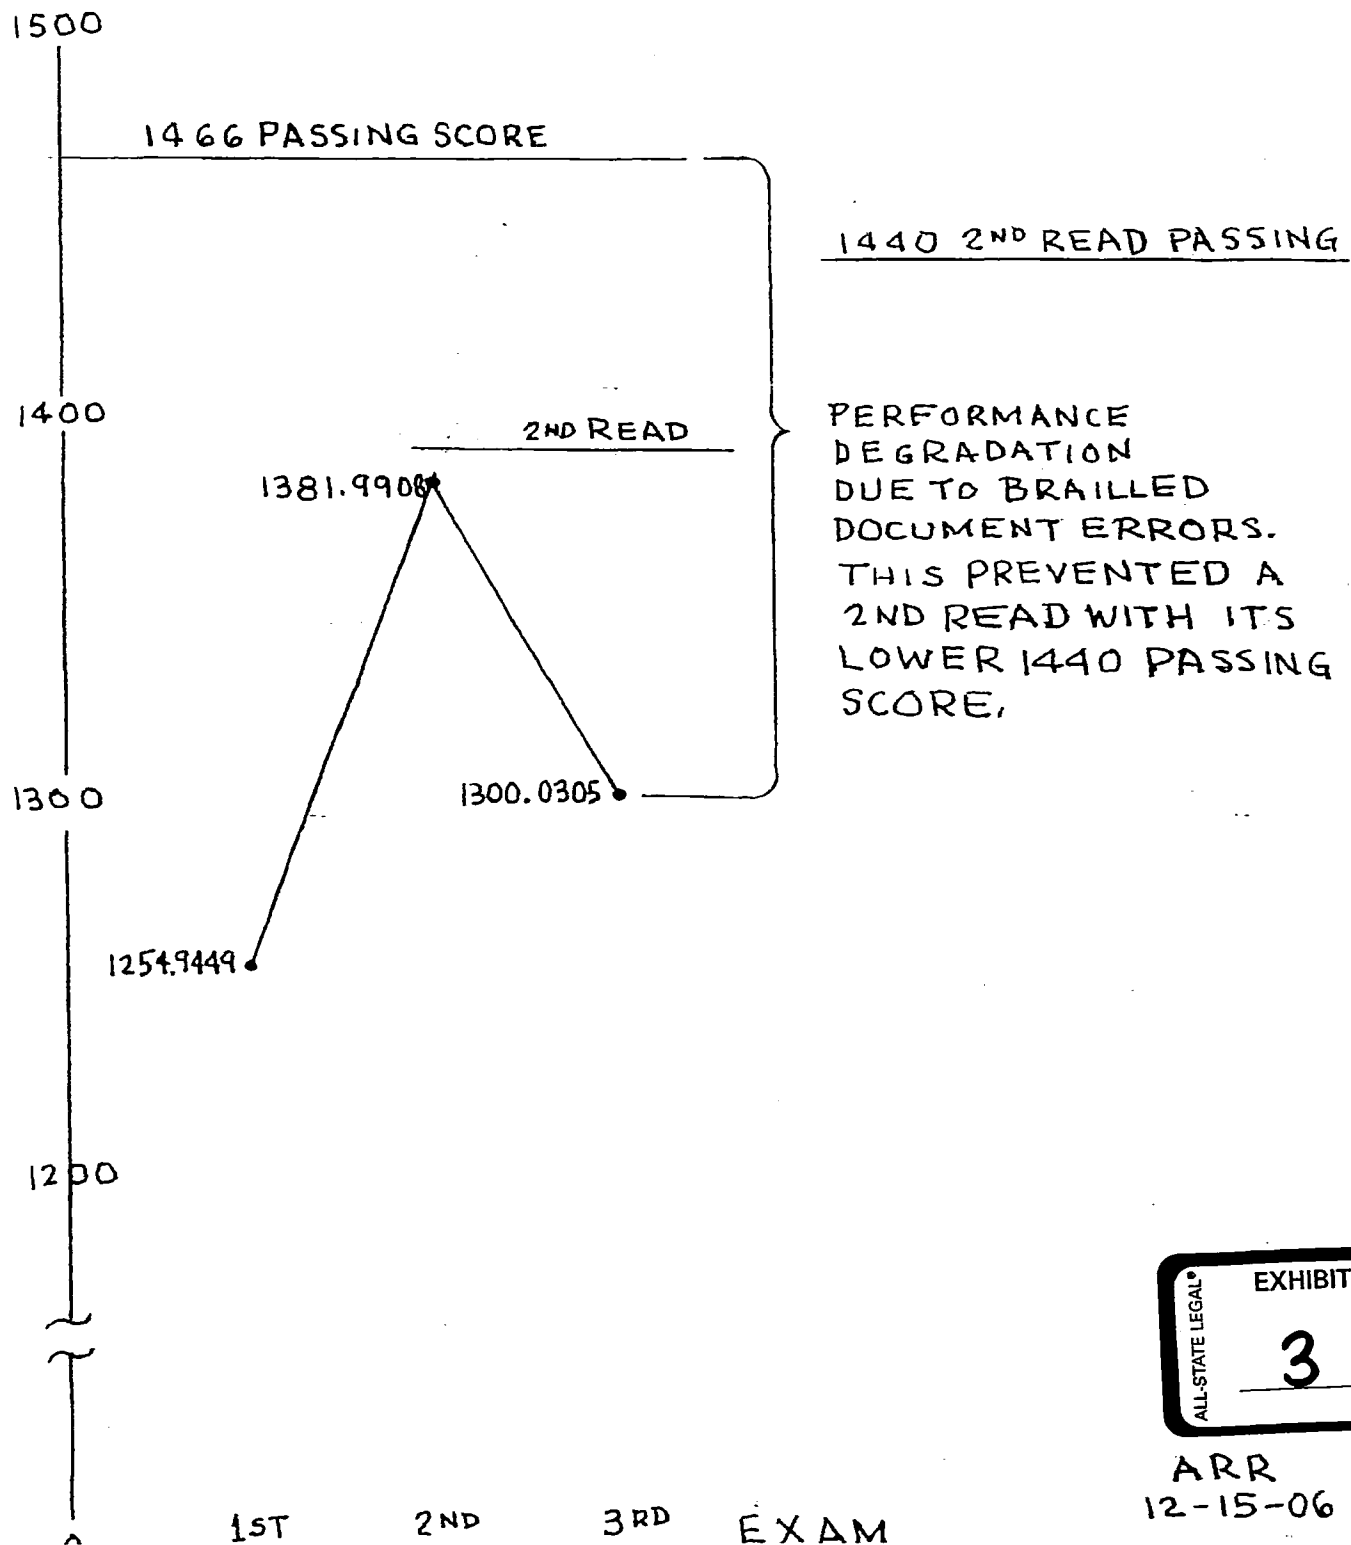 1500
1466 PASSING SCORE
1440 2ND READ PASSING
1400
2ND READ
PERFORMANCE
DEGRADATION
DUE TO BRAILLED
DOCUMENT ERRORS.
THIS PREVENTED A
2ND READ WITH ITS
LOWER 1440 PASSING
SCORE.
1300
1300.0305
1254.9449
1200
ALL-STATE LEGAL®
EXHIBIT
3
ARR
12-15-06
1ST 2ND 3RD EXAM